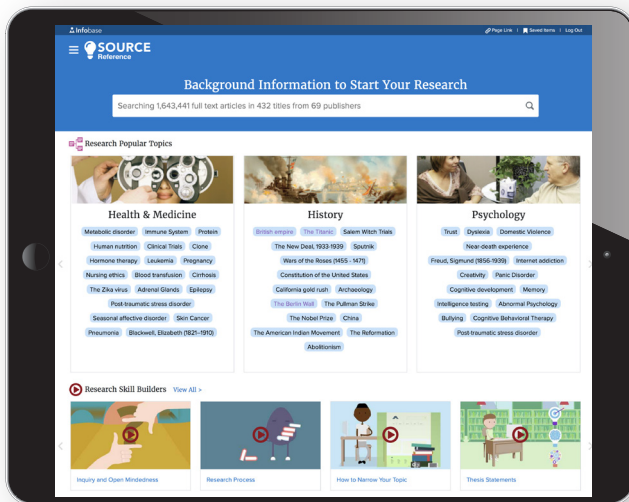 Infobase
Page Link | Saved Items | Log Out
SOURCE
Reference
Background Information to Start Your Research
Searching 1,643,441 full text articles in 432 titles from 69 publishers
Research Popular Topics
Health & Medicine
Metabolic disorder Immune System Protein
Human nutrition Clinical Trials Clone
Hormone therapy Leukemia Pregnancy
Nursing ethics Blood transfusion Cirrhosis
The Zika virus Adrenal Glands Epilepsy
Post-traumatic stress disorder
Seasonal affective disorder Skin Cancer
Pneumonia Blackwell, Elizabeth (1821–1910)
History
British empire The Titanic Salem Witch Trials
The New Deal, 1933-1939 Sputnik
Wars of the Roses (1455 - 1471)
Constitution of the United States
California gold rush Archaeology
The Berlin Wall The Pullman Strike
The Nobel Prize China
The American Indian Movement The Reformation
Abolitionism
Psychology
Trust Dyslexia Domestic Violence
Near-death experience
Freud, Sigmund (1856-1939) Internet addiction
Creativity Panic Disorder
Cognitive development Memory
Intelligence testing Abnormal Psychology
Bullying Cognitive Behavioral Therapy
Post-traumatic stress disorder
Research Skill Builders View All >
Inquiry and Open Mindedness
Research Process
How to Narrow Your Topic
Thesis Statements